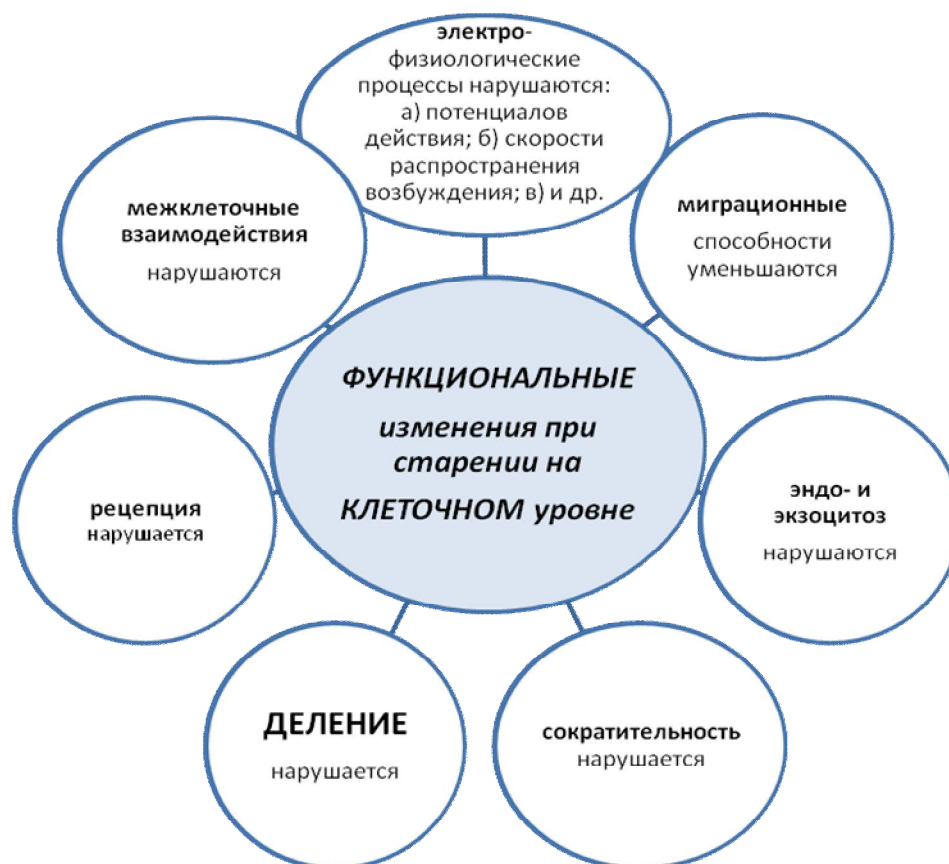 электро-
физиологические
процессы нарушаются:
а) потенциалов
действия; б) скорости
распространения
возбуждения; в) и др.
миграционные
способности
уменьшаются
эндо- и
экзоцитоз
нарушаются
сократительность
нарушается
ДЕЛЕНИЕ
нарушается
рецепция
нарушается
межклеточные
взаимодействия
нарушаются
ФУНКЦИОНАЛЬНЫЕ
изменения при
старении на
КЛЕТОЧНОМ уровне